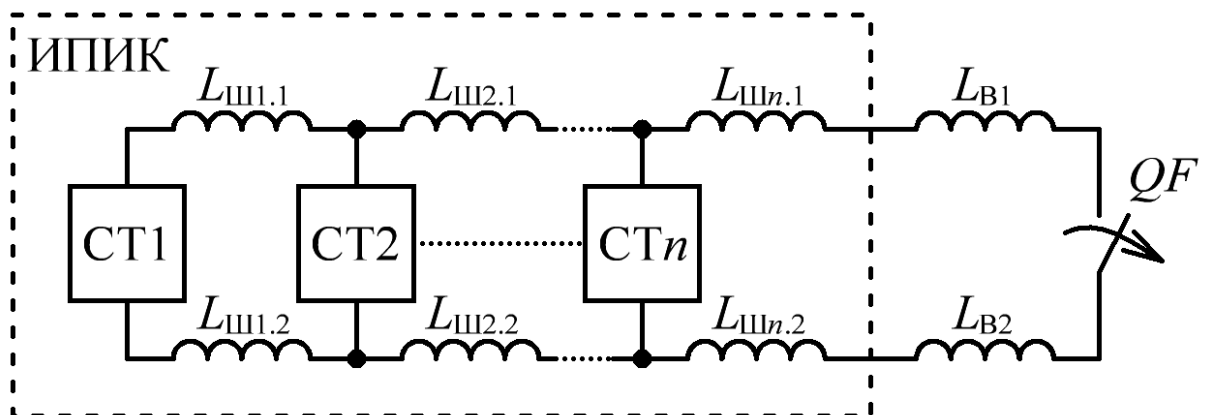 ИПИК
LШ1.1 LШ2.1 LШn.1 LВ1
QF
СТ1 СТ2 СТn
LШ1.2 LШ2.2 LШn.2 LВ2